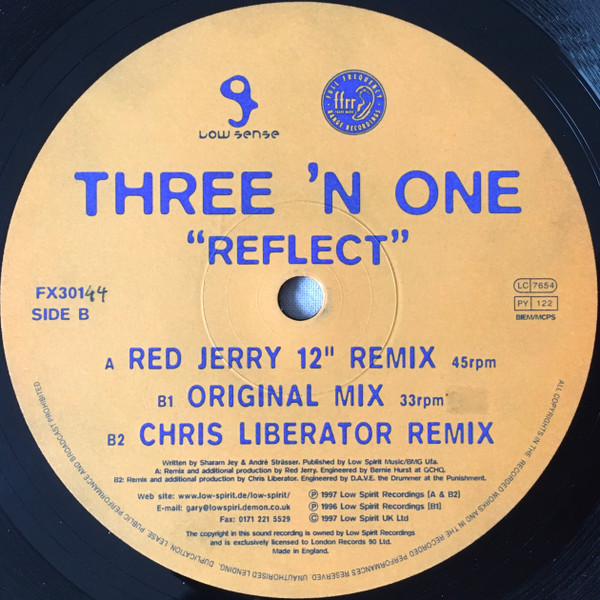 Low sense
FULL FREQUENCY
ffrr
RANGE RECORDINGS
THREE 'N ONE
“REFLECT”
FX30144
SIDE B
LC 7654
PY 122
BIEM/MCPS
A RED JERRY 12" REMIX 45rpm
B1 ORIGINAL MIX 33rpm
B2 CHRIS LIBERATOR REMIX
Written by Sharam Jey & André Strässer. Published by Low Spirit Music/BMG Ufa.
A: Remix and additional production by Red Jerry. Engineered by Bernie Hurst at GCHQ.
B2: Remix and additional production by Chris Liberator. Engineered by D.A.V.E. the Drummer at the Punishment.
Web site: www.low-spirit.de/low-spirit/
E-mail: gary@lowspiri.demon.co.uk
Fax: 0171 221 5529
℗ 1997 Low Spirit Recordings [A & B2]
℗ 1996 Low Spirit Recordings [B1]
© 1997 Low Spirit UK Ltd
The copyright in this sound recording is owned by Low Spirit Recordings
and is exclusively licensed to London Records 90 Ltd.
Made in England.
ALL COPYRIGHTS IN THE RECORDED WORKS AND IN THE RECORDED PERFORMANCES RESERVED. UNAUTHORISED LENDING, DUPLICATION, LEASE, PUBLIC PERFORMANCE AND BROADCAST PROHIBITED